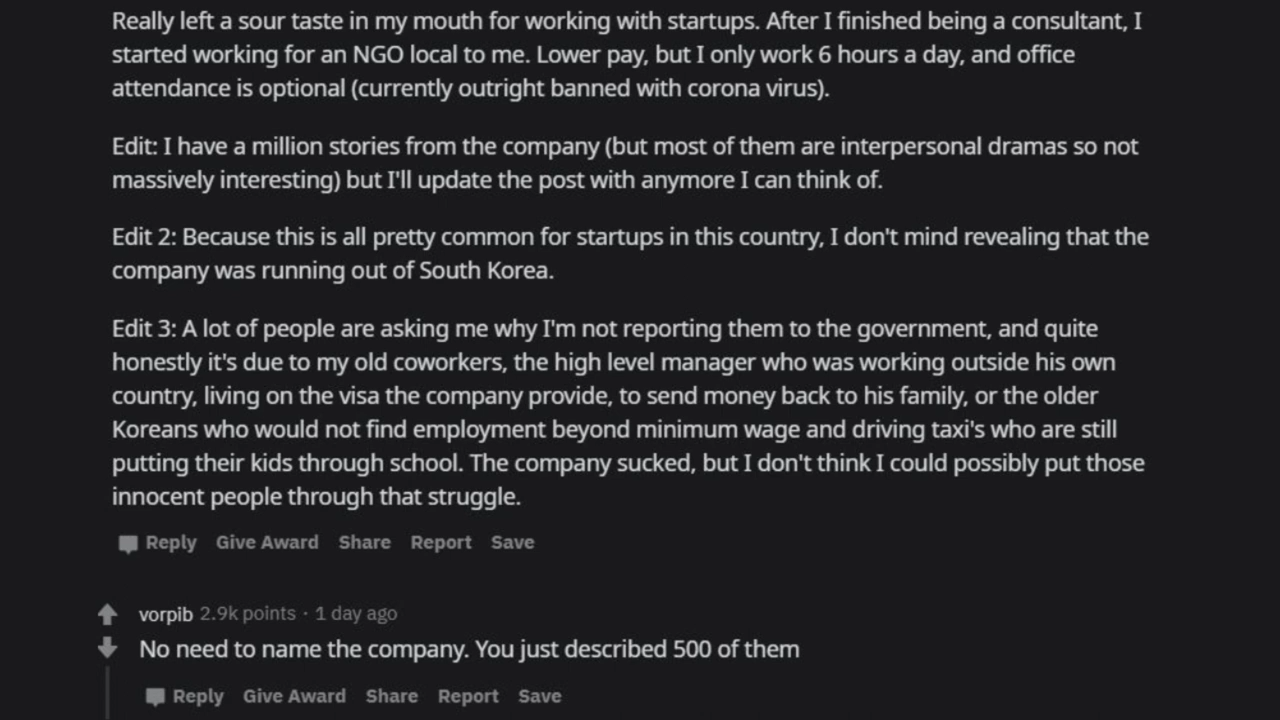 Really left a sour taste in my mouth for working with startups. After I finished being a consultant, I
started working for an NGO local to me. Lower pay, but I only work 6 hours a day, and office
attendance is optional (currently outright banned with corona virus).
Edit: I have a million stories from the company (but most of them are interpersonal dramas so not
massively interesting) but I'll update the post with anymore I can think of.
Edit 2: Because this is all pretty common for startups in this country, I don't mind revealing that the
company was running out of South Korea.
Edit 3: A lot of people are asking me why I'm not reporting them to the government, and quite
honestly it's due to my old coworkers, the high level manager who was working outside his own
country, living on the visa the company provide, to send money back to his family, or the older
Koreans who would not find employment beyond minimum wage and driving taxi's who are still
putting their kids through school. The company sucked, but I don't think I could possibly put those
innocent people through that struggle.
Reply Give Award Share Report Save
vorpib 2.9k points · 1 day ago
No need to name the company. You just described 500 of them
Reply Give Award Share Report Save